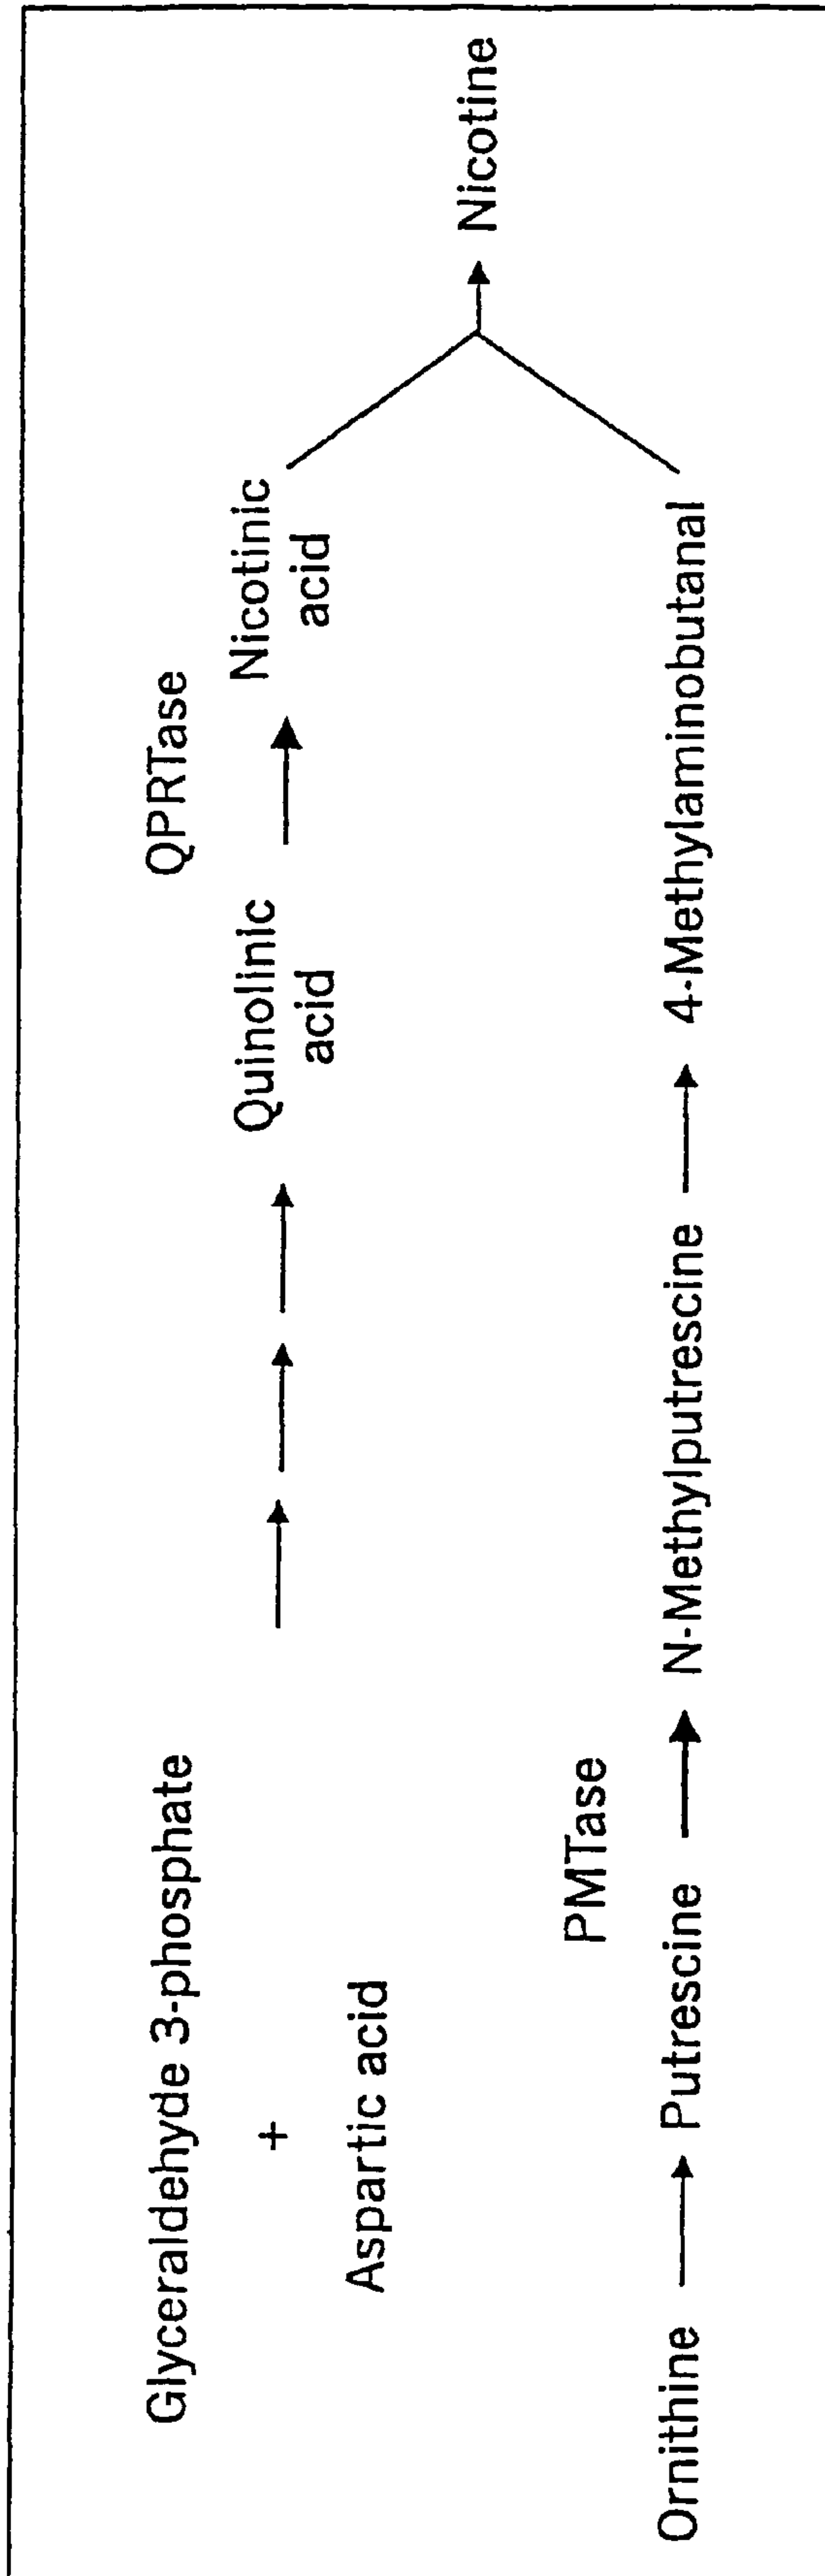 Glyceraldehyde 3-phosphate
+
Aspartic acid
Quinolinic
acid
QPRTase
Nicotinic
acid
Nicotine
PMTase
Ornithine
Putrescine
N-Methylputrescine
4-Methylaminobutanal